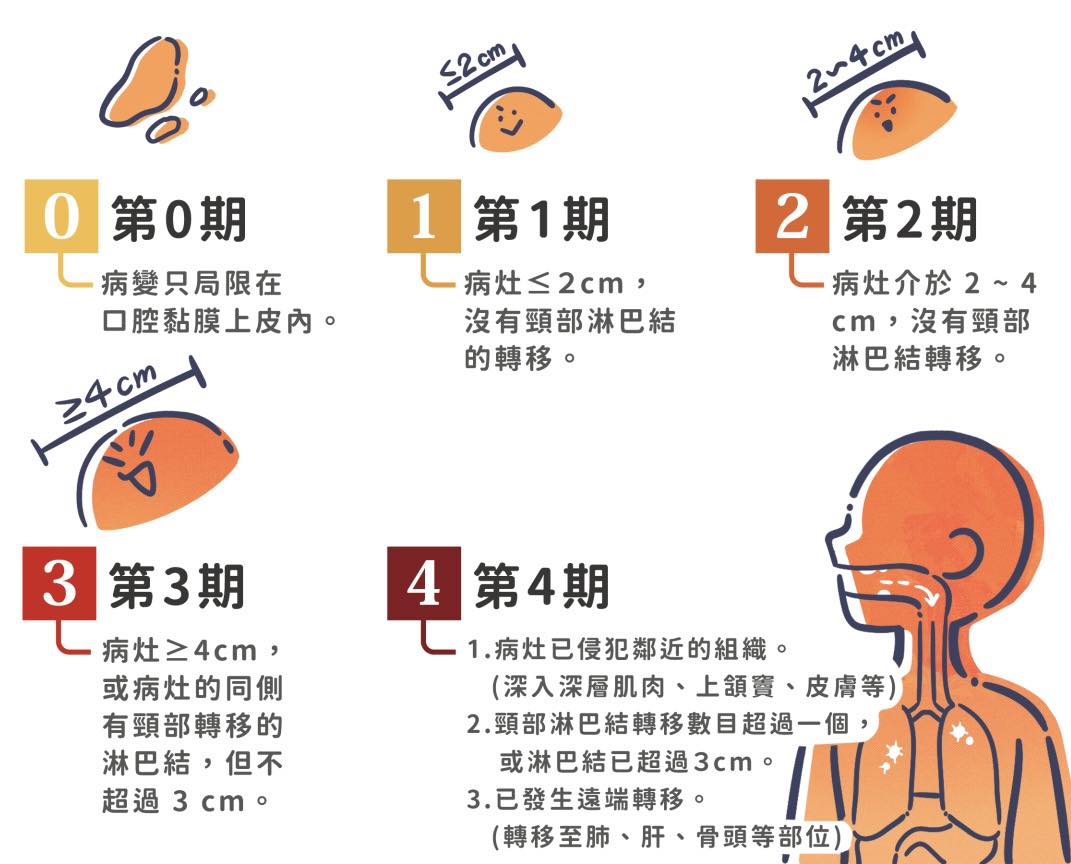 ≤2cm
2~4cm
0 第0期
病變只局限在
口腔黏膜上皮內。
1 第1期
病灶≤2cm，
沒有頸部淋巴結
的轉移。
2 第2期
病灶介於 2 ~ 4
cm，沒有頸部
淋巴結轉移。
≥4cm
3 第3期
病灶≥4cm，
或病灶的同側
有頸部轉移的
淋巴結，但不
超過 3 cm。
4 第4期
1.病灶已侵犯鄰近的組織。
(深入深層肌肉、上頷竇、皮膚等)
2.頸部淋巴結轉移數目超過一個，
或淋巴結已超過3cm。
3.已發生遠端轉移。
(轉移至肺、肝、骨頭等部位)